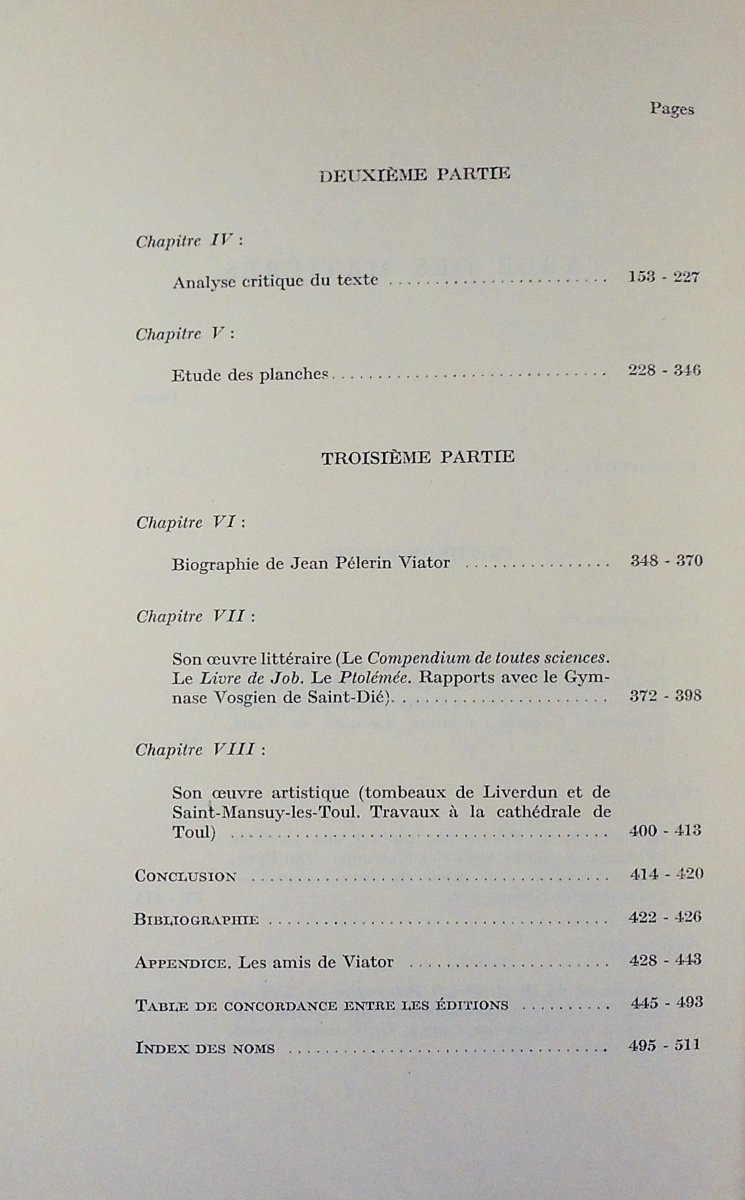 Pages
DEUXIÈME PARTIE
Chapitre IV :
Analyse critique du texte ........................ 153 - 227
Chapitre V :
Etude des planches.............................. 228 - 346
TROISIÈME PARTIE
Chapitre VI :
Biographie de Jean Pélerin Viator ................ 348 - 370
Chapitre VII :
Son œuvre littéraire (Le Compendium de toutes sciences.
Le Livre de Job. Le Ptolémée. Rapports avec le Gym-
nase Vosgien de Saint-Dié)........................ 372 - 398
Chapitre VIII :
Son œuvre artistique (tombeaux de Liverdun et de
Saint-Mansuy-les-Toul. Travaux à la cathédrale de
Toul) ......................................... 400 - 413
CONCLUSION ....................................... 414 - 420
BIBLIOGRAPHIE ..................................... 422 - 426
APPENDICE. Les amis de Viator ...................... 428 - 443
TABLE DE CONCORDANCE ENTRE LES ÉDITIONS .......... 445 - 493
INDEX DES NOMS ................................... 495 - 511